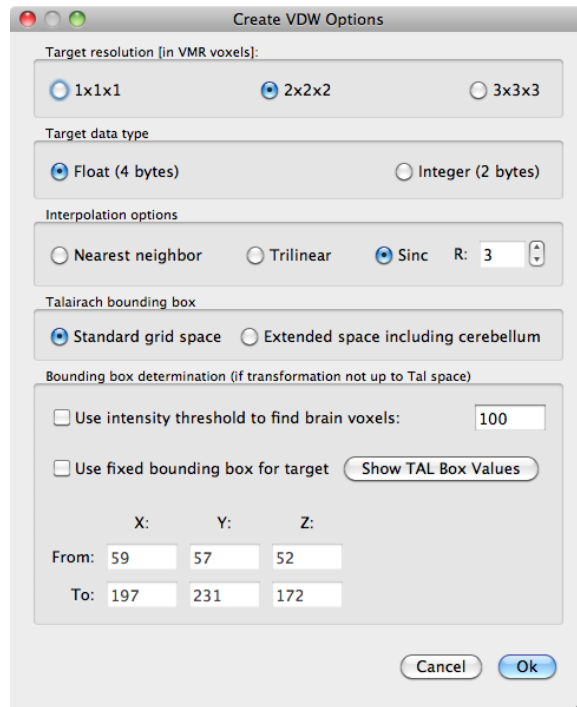 Create VDW Options
Target resolution [in VMR voxels]:
1x1x1 2x2x2 3x3x3
Target data type
Float (4 bytes) Integer (2 bytes)
Interpolation options
Nearest neighbor Trilinear Sinc R: 3
Talairach bounding box
Standard grid space Extended space including cerebellum
Bounding box determination (if transformation not up to Tal space)
Use intensity threshold to find brain voxels: 100
Use fixed bounding box for target Show TAL Box Values
X: Y: Z:
From: 59 57 52
To: 197 231 172
Cancel Ok